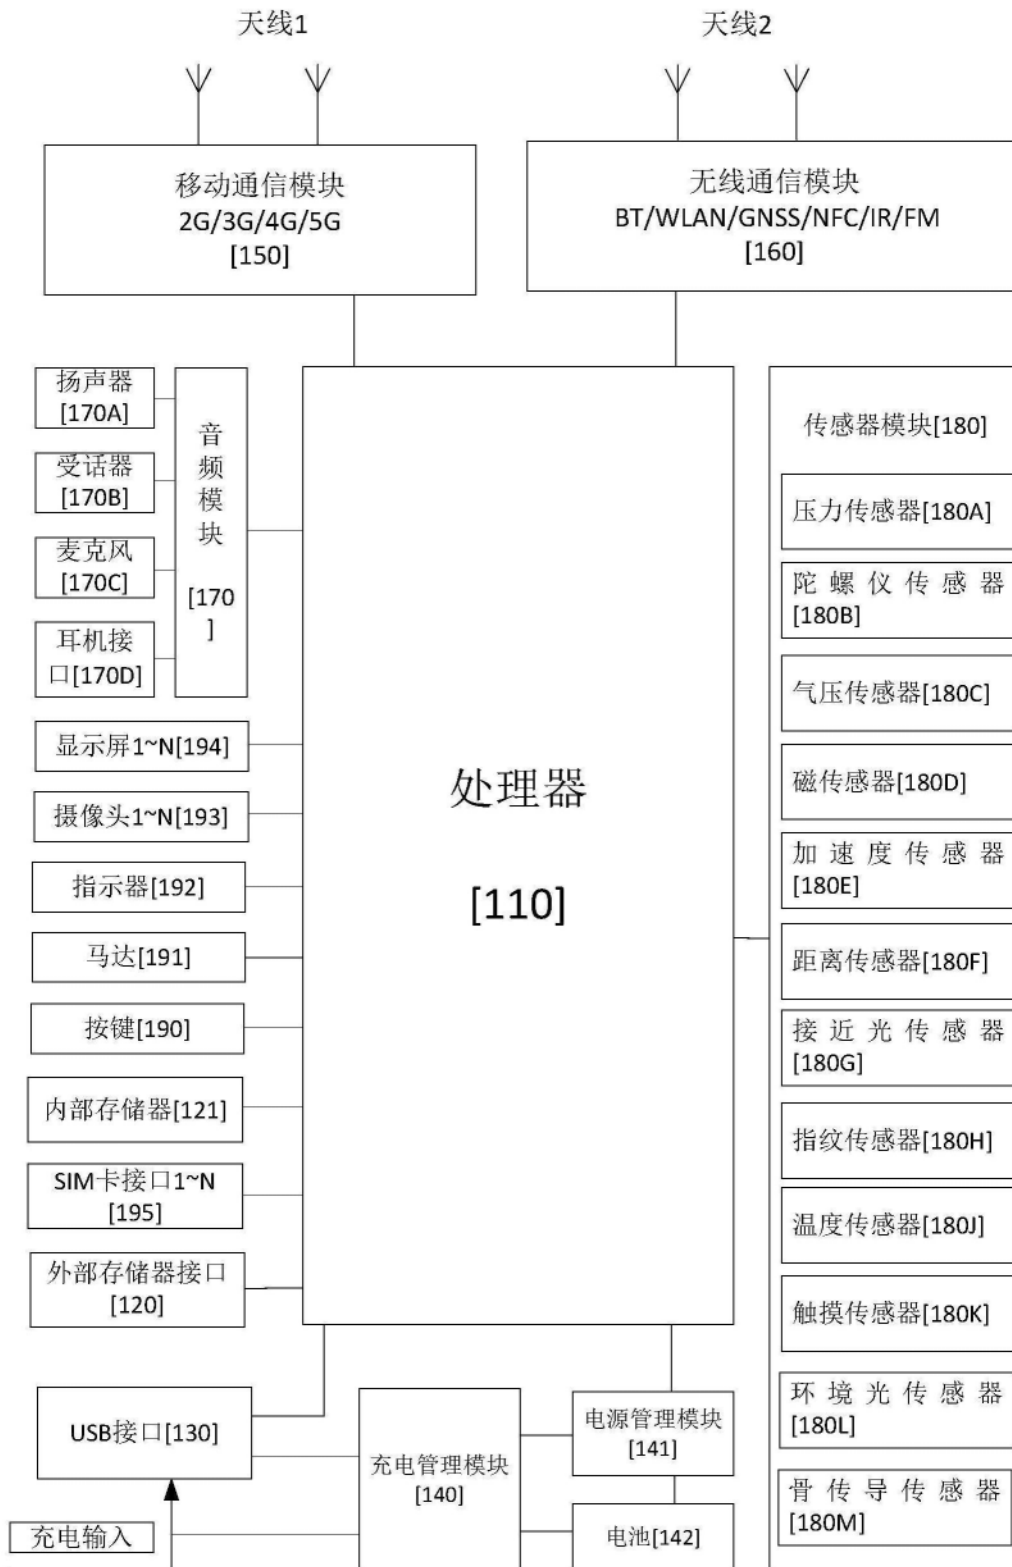 天线1
天线2
移动通信模块
2G/3G/4G/5G
[150]
无线通信模块
BT/WLAN/GNSS/NFC/IR/FM
[160]
扬声器
[170A]
受话器
[170B]
麦克风
[170C]
耳机接
口[170D]
音
频
模
块
[170
]
显示屏1~N[194]
摄像头1~N[193]
指示器[192]
马达[191]
按键[190]
内部存储器[121]
SIM卡接口1~N
[195]
外部存储器接口
[120]
处理器
[110]
传感器模块[180]
压力传感器[180A]
陀螺仪传感器
[180B]
气压传感器[180C]
磁传感器[180D]
加速度传感器
[180E]
距离传感器[180F]
接近光传感器
[180G]
指纹传感器[180H]
温度传感器[180J]
触摸传感器[180K]
环境光传感器
[180L]
骨传导传感器
[180M]
USB接口[130]
充电管理模块
[140]
电源管理模块
[141]
电池[142]
充电输入